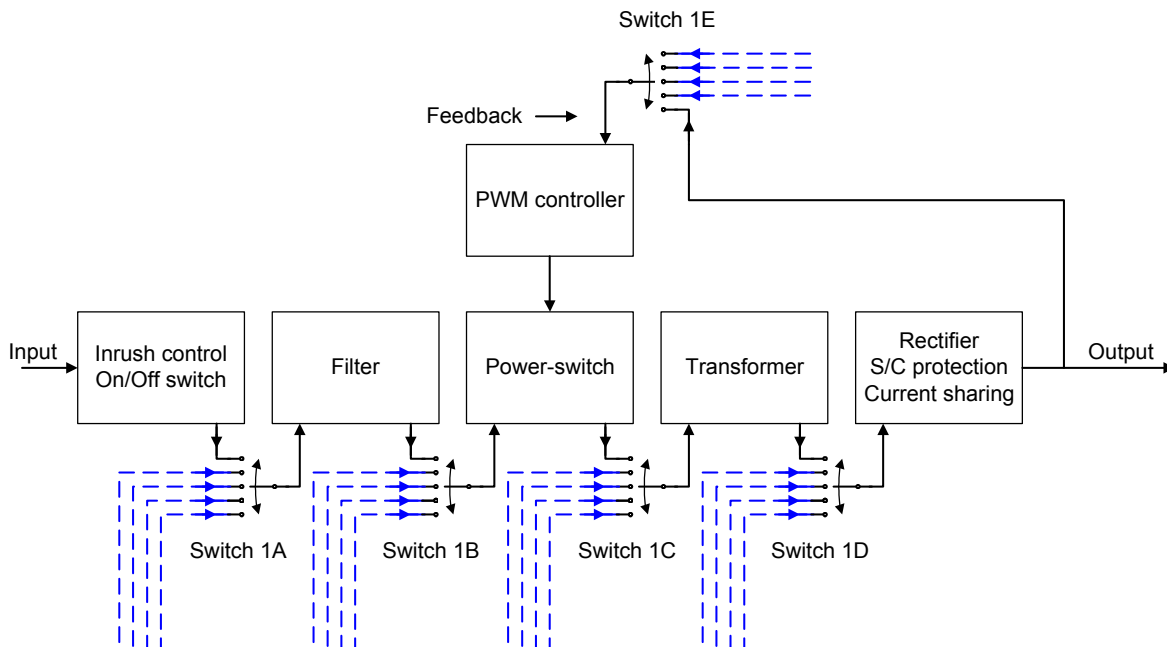 Switch 1E
Feedback
PWM controller
Input
Inrush control
On/Off switch
Filter
Power-switch
Transformer
Rectifier
S/C protection
Current sharing
Output
Switch 1A
Switch 1B
Switch 1C
Switch 1D